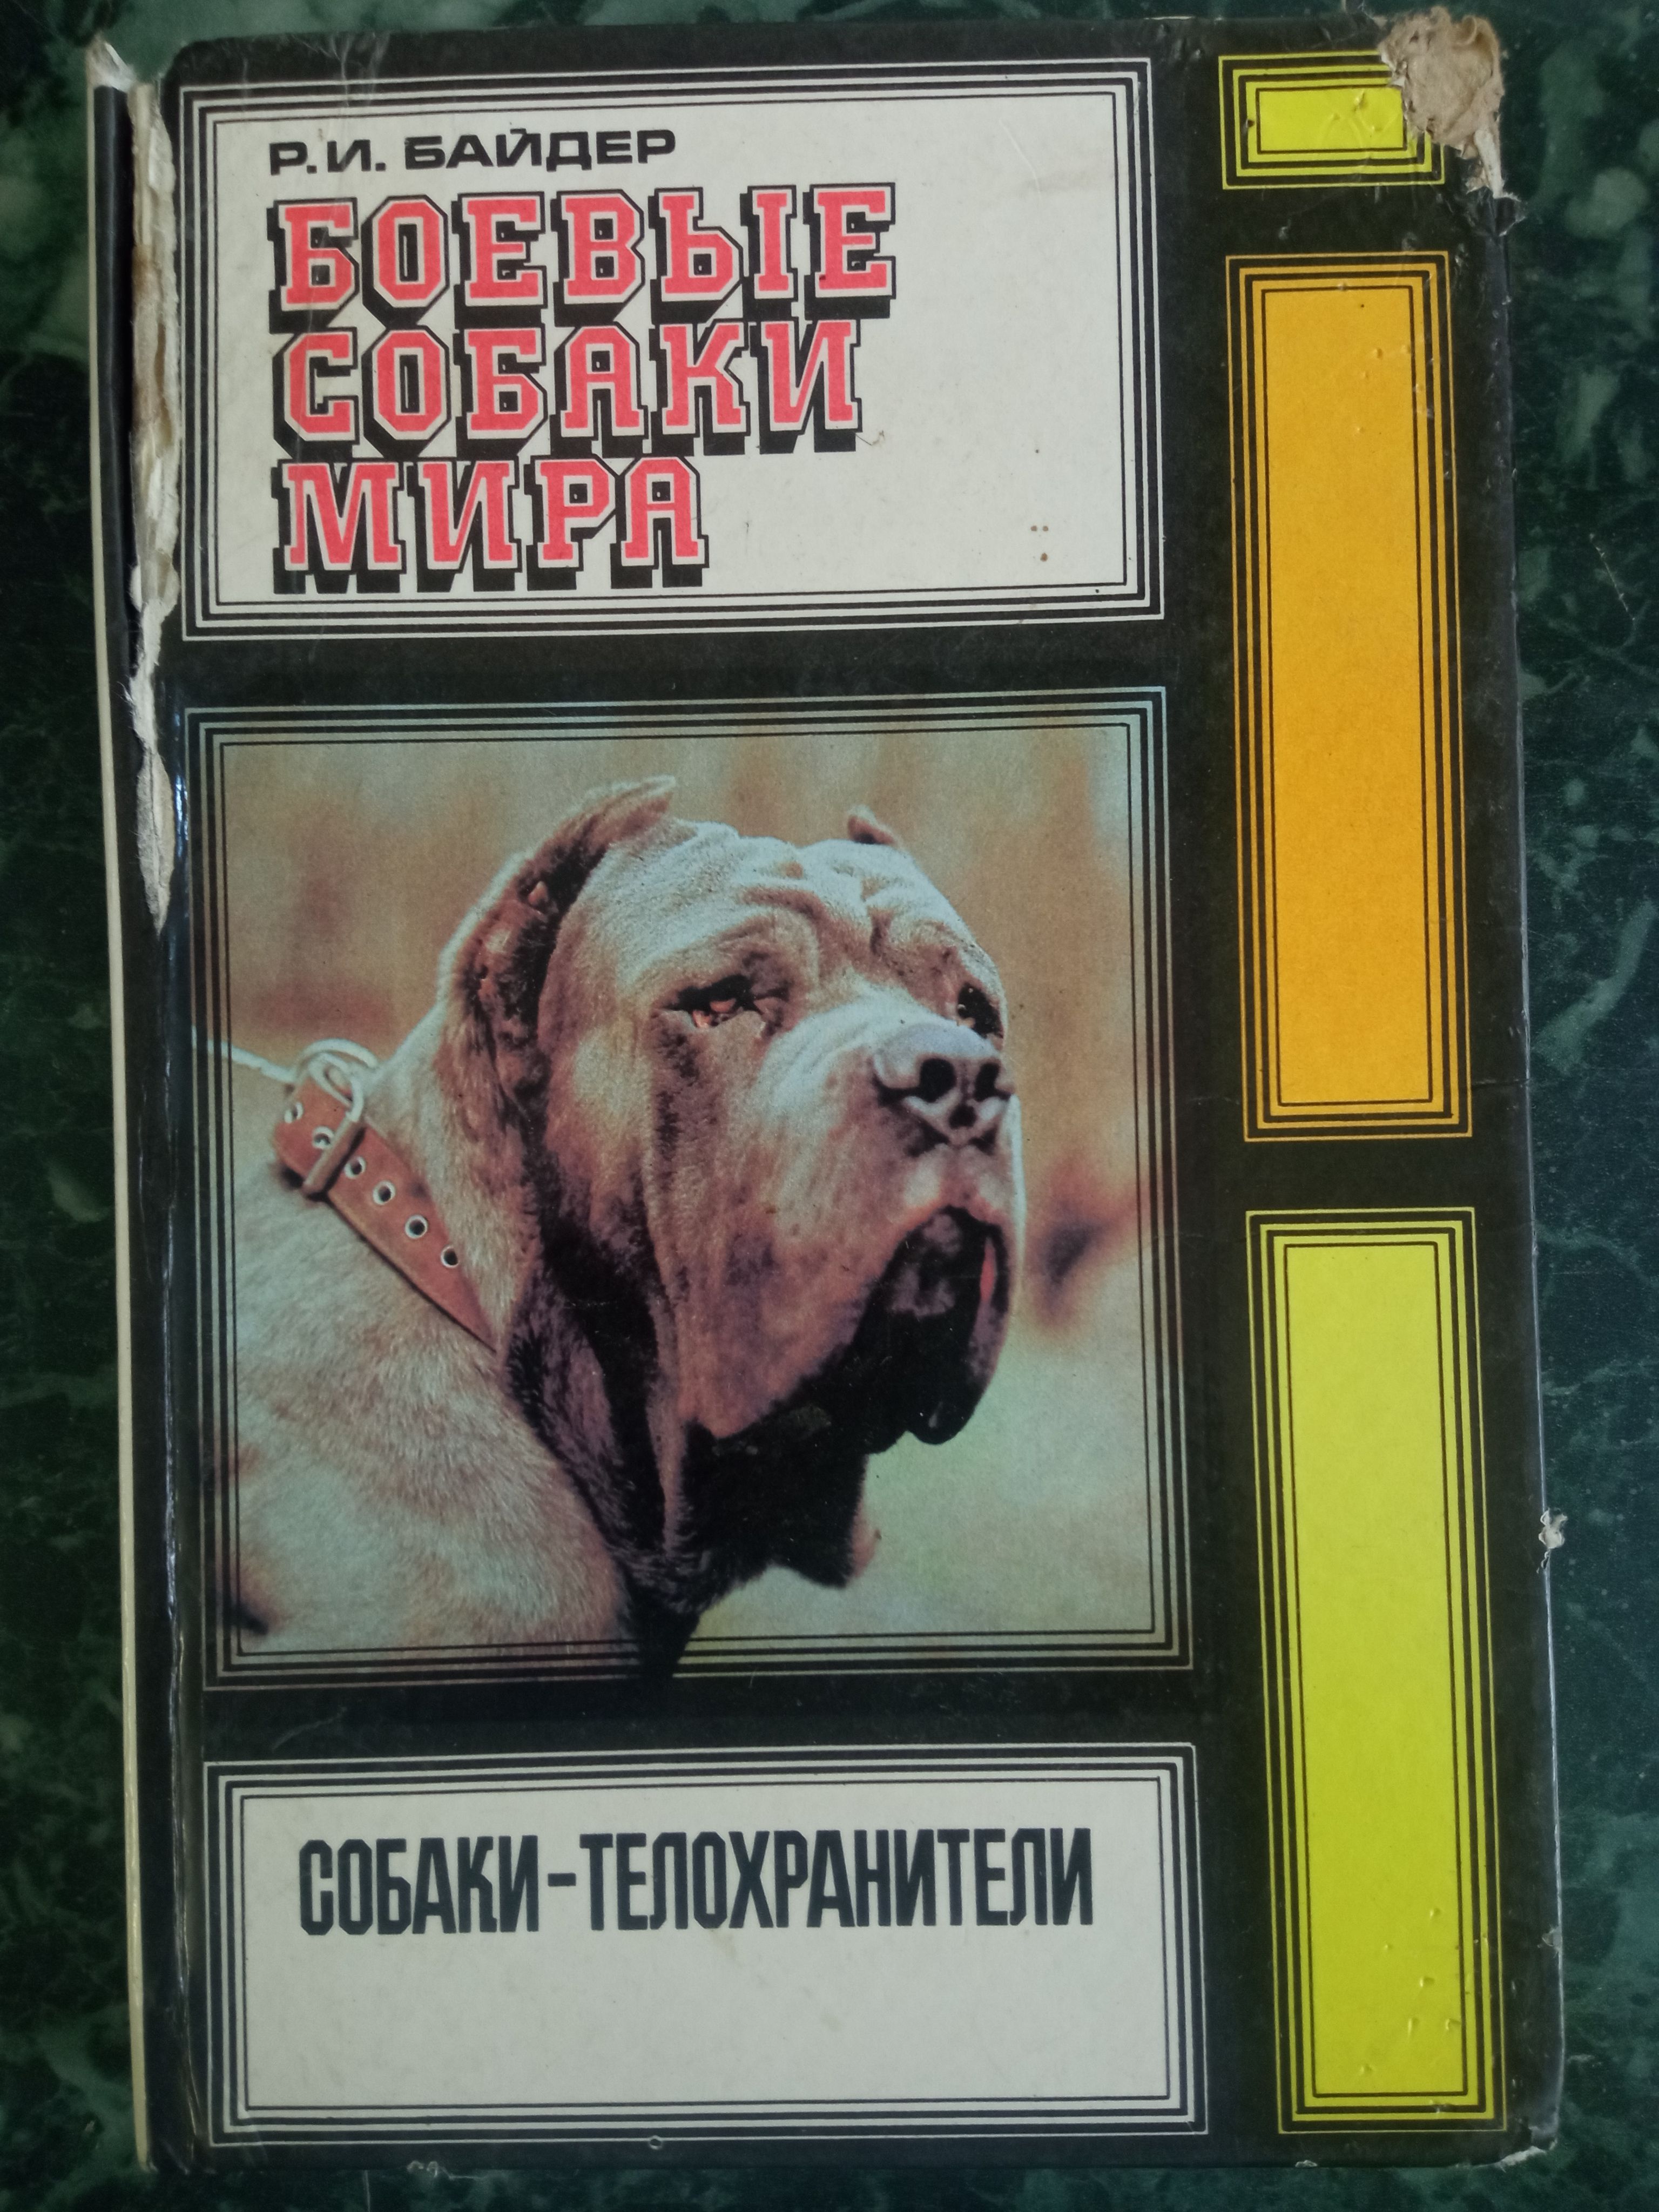 Р.И. БАЙДЕР
БОЕВЫЕ
СОБАКИ
МИРА
СОБАКИ-ТЕЛОХРАНИТЕЛИ